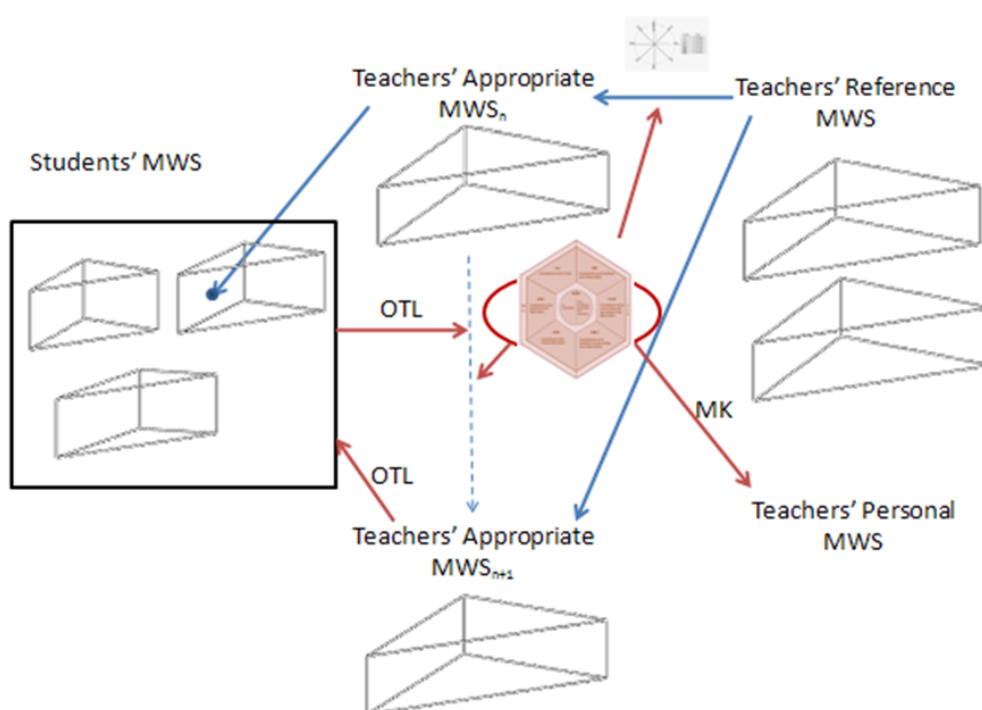 Teachers' Appropriate
MWSn
Teachers' Reference
MWS
Students' MWS
OTL
MK
OTL
Teachers' Personal
MWS
Teachers' Appropriate
MWSn+1